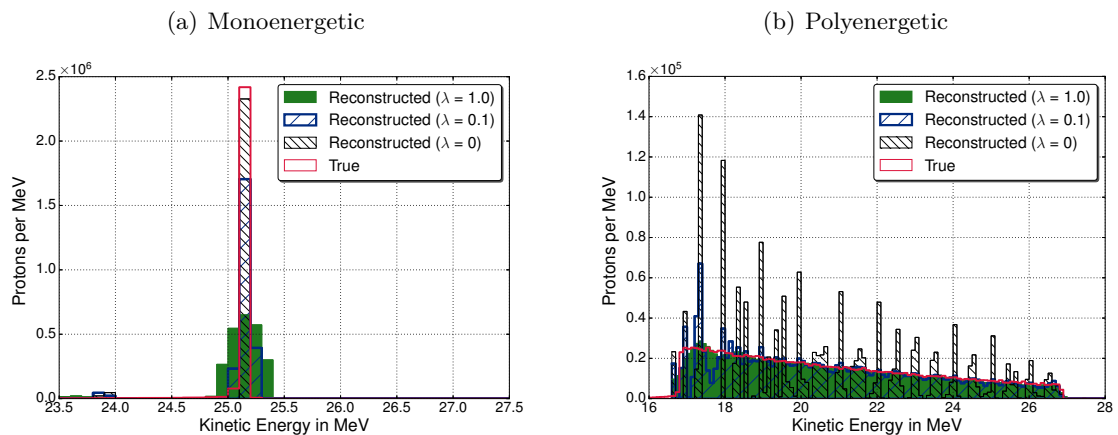 (a) Monoenergetic
×10⁶
2.5
2.0
1.5
1.0
0.5
0.0
23.5 24.0 24.5 25.0 25.5 26.0 26.5 27.0 27.5
Kinetic Energy in MeV
Protons per MeV
Reconstructed (λ = 1.0)
Reconstructed (λ = 0.1)
Reconstructed (λ = 0)
True
(b) Polyenergetic
×10⁵
1.6
1.4
1.2
1.0
0.8
0.6
0.4
0.2
0.0
16 18 20 22 24 26 28
Kinetic Energy in MeV
Protons per MeV
Reconstructed (λ = 1.0)
Reconstructed (λ = 0.1)
Reconstructed (λ = 0)
True